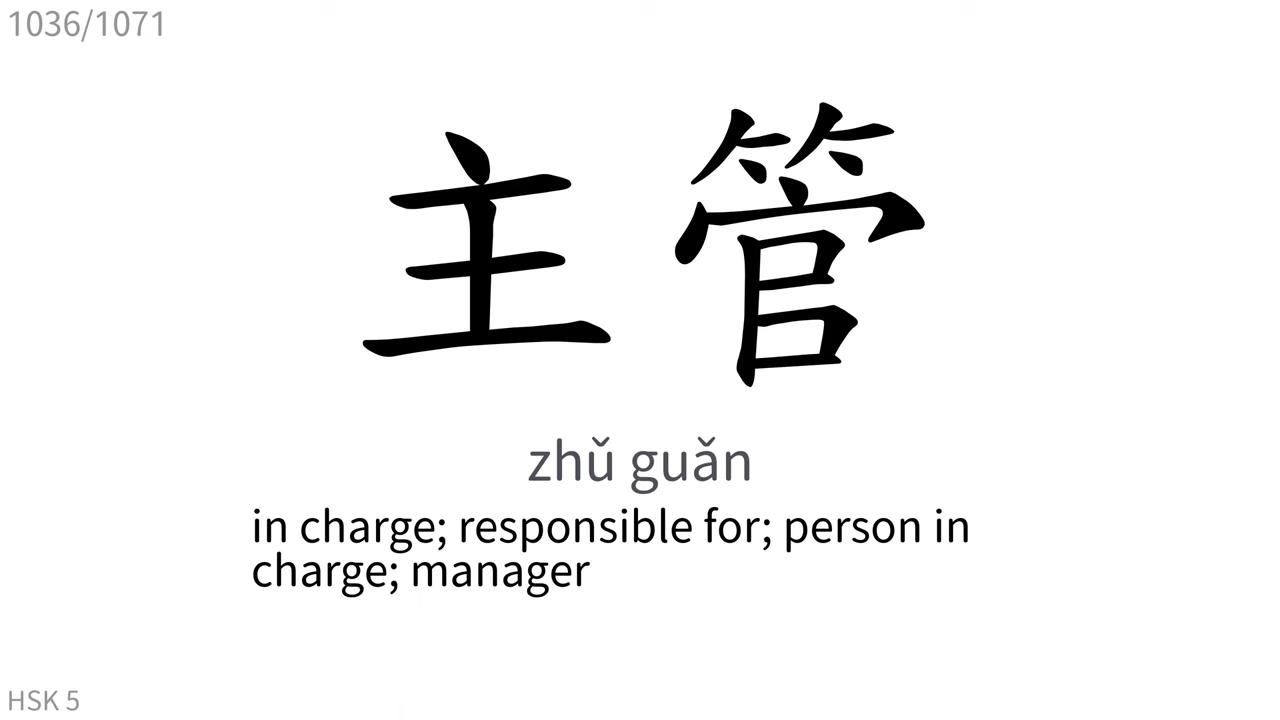 1036/1071
主管
zhǔ guǎn
in charge; responsible for; person in
charge; manager
HSK 5